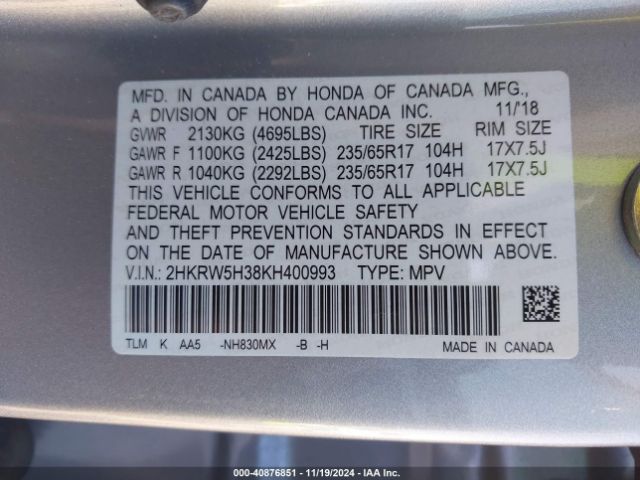 MFD. IN CANADA BY HONDA OF CANADA MFG.,
A DIVISION OF HONDA CANADA INC. 11/18
GVWR 2130KG (4695LBS) TIRE SIZE RIM SIZE
GAWR F 1100KG (2425LBS) 235/65R17 104H 17X7.5J
GAWR R 1040KG (2292LBS) 235/65R17 104H 17X7.5J
THIS VEHICLE CONFORMS TO ALL APPLICABLE
FEDERAL MOTOR VEHICLE SAFETY
AND THEFT PREVENTION STANDARDS IN EFFECT
ON THE DATE OF MANUFACTURE SHOWN ABOVE.
V.I.N.: 2HKRW5H38KH400993 TYPE: MPV
TLM K AA5 -NH830MX -B -H MADE IN CANADA
000-40876851 | 11/19/2024 | IAA Inc.